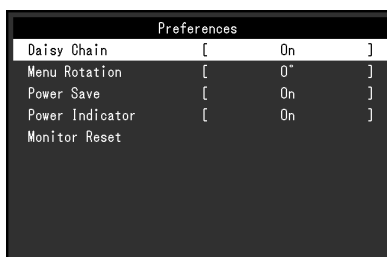 Preferences
Daisy Chain [ On ]
Menu Rotation [ 0° ]
Power Save [ On ]
Power Indicator [ On ]
Monitor Reset